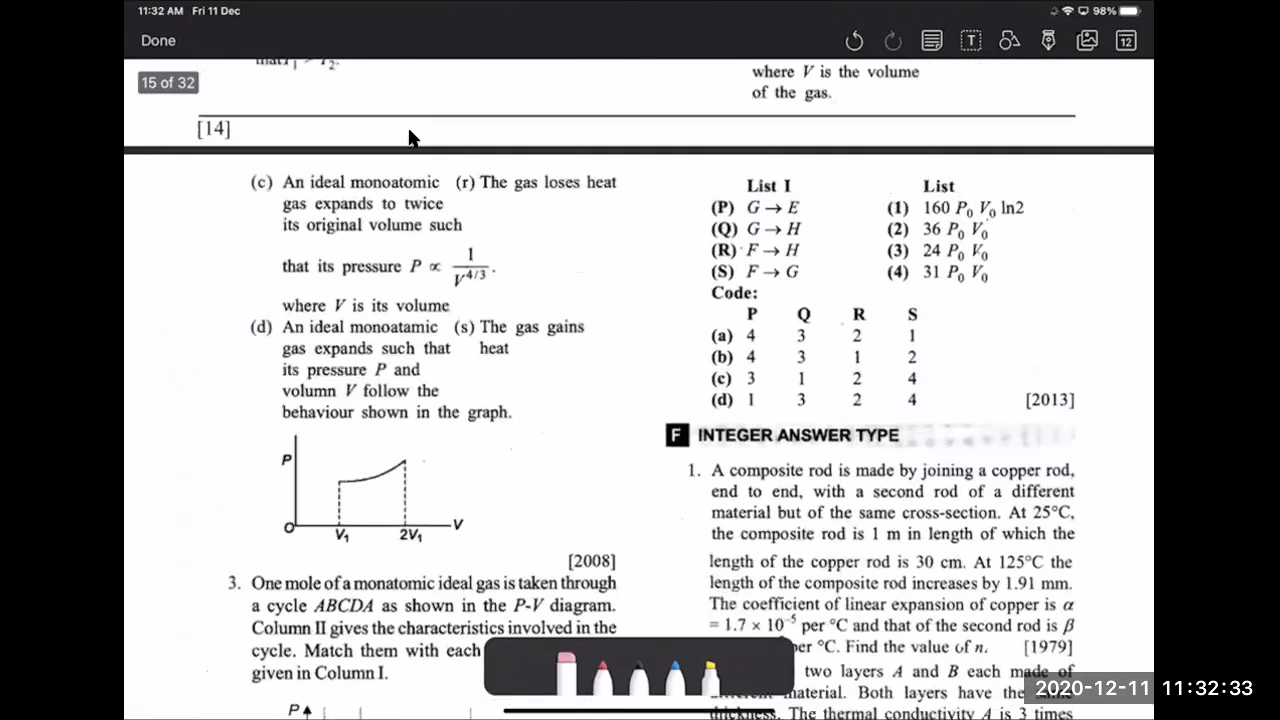 11:32 AM Fri 11 Dec
98%
Done
12
15 of 32
T₂.
where V is the volume
of the gas.
[14]
(c) An ideal monoatomic (r) The gas loses heat
gas expands to twice
its original volume such
that its pressure P ∝ 1/V^4/3.
where V is its volume
(d) An ideal monoatamic (s) The gas gains
gas expands such that heat
its pressure P and
volumn V follow the
behaviour shown in the graph.
P
O V₁ 2V₁ V
[2008]
3. One mole of a monatomic ideal gas is taken through
a cycle ABCDA as shown in the P-V diagram.
Column II gives the characteristics involved in the
cycle. Match them with each
given in Column I.
P
List I List
(P) G → E (1) 160 P₀ V₀ ln2
(Q) G → H (2) 36 P₀ V₀
(R) F → H (3) 24 P₀ V₀
(S) F → G (4) 31 P₀ V₀
Code:
P Q R S
(a) 4 3 2 1
(b) 4 3 1 2
(c) 3 1 2 4
(d) 1 3 2 4 [2013]
F INTEGER ANSWER TYPE
1. A composite rod is made by joining a copper rod,
end to end, with a second rod of a different
material but of the same cross-section. At 25°C,
the composite rod is 1 m in length of which the
length of the copper rod is 30 cm. At 125°C the
length of the composite rod increases by 1.91 mm.
The coefficient of linear expansion of copper is α
= 1.7 × 10⁻⁵ per °C and that of the second rod is β
per °C. Find the value of n. [1979]
two layers A and B each made of
material. Both layers have the
thickness. The thermal conductivity A is 3 times
2020-12-11 11:32:33